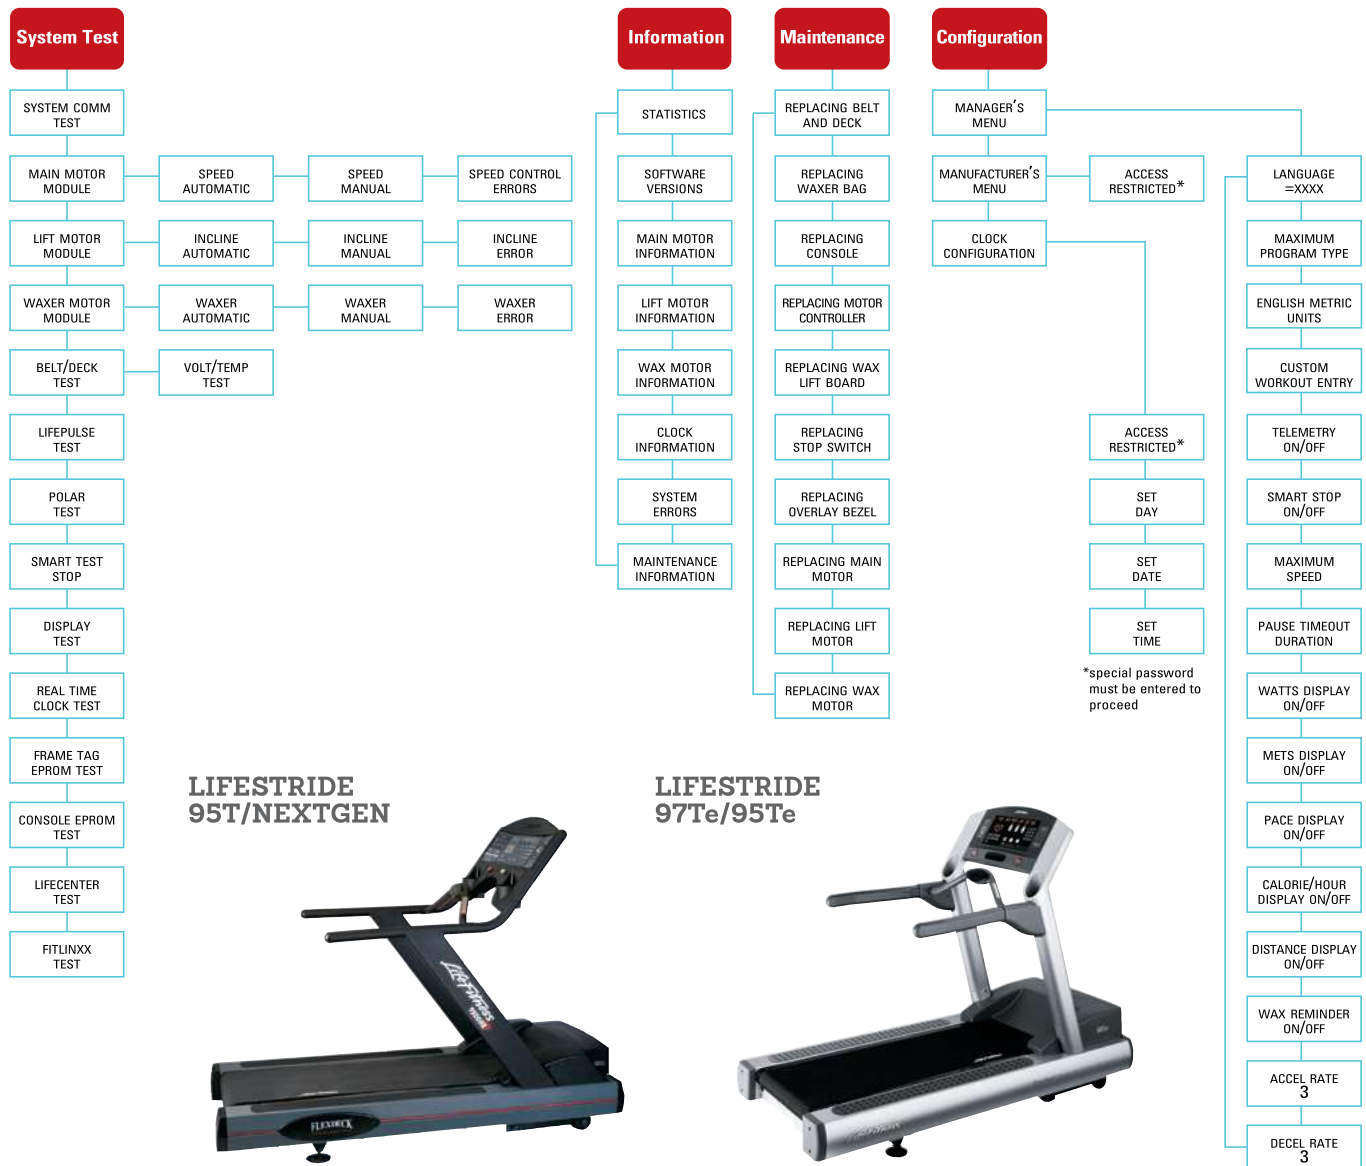 System Test
SYSTEM COMM
TEST
MAIN MOTOR
MODULE
SPEED
AUTOMATIC
SPEED
MANUAL
SPEED CONTROL
ERRORS
LIFT MOTOR
MODULE
INCLINE
AUTOMATIC
INCLINE
MANUAL
INCLINE
ERROR
WAXER MOTOR
MODULE
WAXER
AUTOMATIC
WAXER
MANUAL
WAXER
ERROR
BELT/DECK
TEST
VOLT/TEMP
TEST
LIFEPULSE
TEST
POLAR
TEST
SMART TEST
STOP
DISPLAY
TEST
REAL TIME
CLOCK TEST
FRAME TAG
EPROM TEST
CONSOLE EPROM
TEST
LIFECENTER
TEST
FITLINXX
TEST
Information
STATISTICS
SOFTWARE
VERSIONS
MAIN MOTOR
INFORMATION
LIFT MOTOR
INFORMATION
WAX MOTOR
INFORMATION
CLOCK
INFORMATION
SYSTEM
ERRORS
MAINTENANCE
INFORMATION
Maintenance
REPLACING BELT
AND DECK
REPLACING
WAXER BAG
REPLACING
CONSOLE
REPLACING MOTOR
CONTROLLER
REPLACING WAX
LIFT BOARD
REPLACING
STOP SWITCH
REPLACING
OVERLAY BEZEL
REPLACING MAIN
MOTOR
REPLACING LIFT
MOTOR
REPLACING WAX
MOTOR
Configuration
MANAGER'S
MENU
MANUFACTURER'S
MENU
ACCESS
RESTRICTED*
CLOCK
CONFIGURATION
ACCESS
RESTRICTED*
SET
DAY
SET
DATE
SET
TIME
*special password
must be entered to
proceed
LANGUAGE
=XXXX
MAXIMUM
PROGRAM TYPE
ENGLISH METRIC
UNITS
CUSTOM
WORKOUT ENTRY
TELEMETRY
ON/OFF
SMART STOP
ON/OFF
MAXIMUM
SPEED
PAUSE TIMEOUT
DURATION
WATTS DISPLAY
ON/OFF
METS DISPLAY
ON/OFF
PACE DISPLAY
ON/OFF
CALORIE/HOUR
DISPLAY ON/OFF
DISTANCE DISPLAY
ON/OFF
WAX REMINDER
ON/OFF
ACCEL RATE
3
DECEL RATE
3
LIFESTRIDE
95T/NEXTGEN
LifeFitness
FLEXDECK
LIFESTRIDE
97Te/95Te